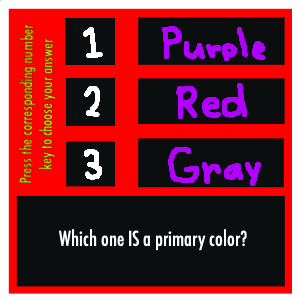 Press the corresponding number
key to choose your answer
1 Purple
2 Red
3 Gray
Which one IS a primary color?